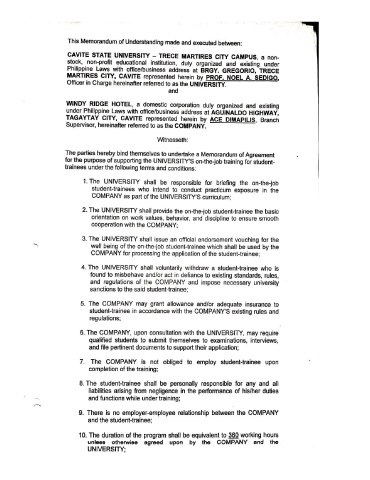 This Memorandum of Understanding made and executed between:
CAVITE STATE UNIVERSITY – TRECE MARTIRES CITY CAMPUS, a non-
stock, non-profit educational institution, duly organized and existing under
Philippine Laws with office/business address at BRGY. GREGORIO, TRECE
MARTIRES CITY, CAVITE represented herein by PROF. NOEL A. SEDIGO,
Officer in Charge hereinafter referred to as the UNIVERSITY.
and
WINDY RIDGE HOTEL, a domestic corporation duly organized and existing
under Philippine Laws with office/business address at AGUINALDO HIGHWAY,
TAGAYTAY CITY, CAVITE represented herein by ACE DIMAPILIS, Branch
Supervisor, hereinafter referred to as the COMPANY.
Witnesseth:
The parties hereby bind themselves to undertake a Memorandum of Agreement
for the purpose of supporting the UNIVERSITY'S on-the-job training for student-
trainees under the following terms and conditions:
1. The UNIVERSITY shall be responsible for briefing the on-the-job
student-trainees who intend to conduct practicum exposure in the
COMPANY as part of the UNIVERSITY'S curriculum;
2. The UNIVERSITY shall provide the on-the-job student-trainee the basic
orientation on work values, behavior, and discipline to ensure smooth
cooperation with the COMPANY;
3. The UNIVERSITY shall issue an official endorsement vouching for the
well being of the on-the-job student-trainee which shall be used by the
COMPANY for processing the application of the student-trainee;
4. The UNIVERSITY shall voluntarily withdraw a student-trainee who is
found to misbehave and/or act in defiance to existing standards, rules,
and regulations of the COMPANY and impose necessary university
sanctions to the said student-trainee;
5. The COMPANY may grant allowance and/or adequate insurance to
student-trainee in accordance with the COMPANY'S existing rules and
regulations;
6. The COMPANY, upon consultation with the UNIVERSITY, may require
qualified students to submit themselves to examinations, interviews,
and file pertinent documents to support their application;
7. The COMPANY is not obliged to employ student-trainee upon
completion of the training;
8. The student-trainee shall be personally responsible for any and all
liabilities arising from negligence in the performance of his/her duties
and functions while under training;
9. There is no employer-employee relationship between the COMPANY
and the student-trainee;
10. The duration of the program shall be equivalent to 380 working hours
unless otherwise agreed upon by the COMPANY and the
UNIVERSITY;